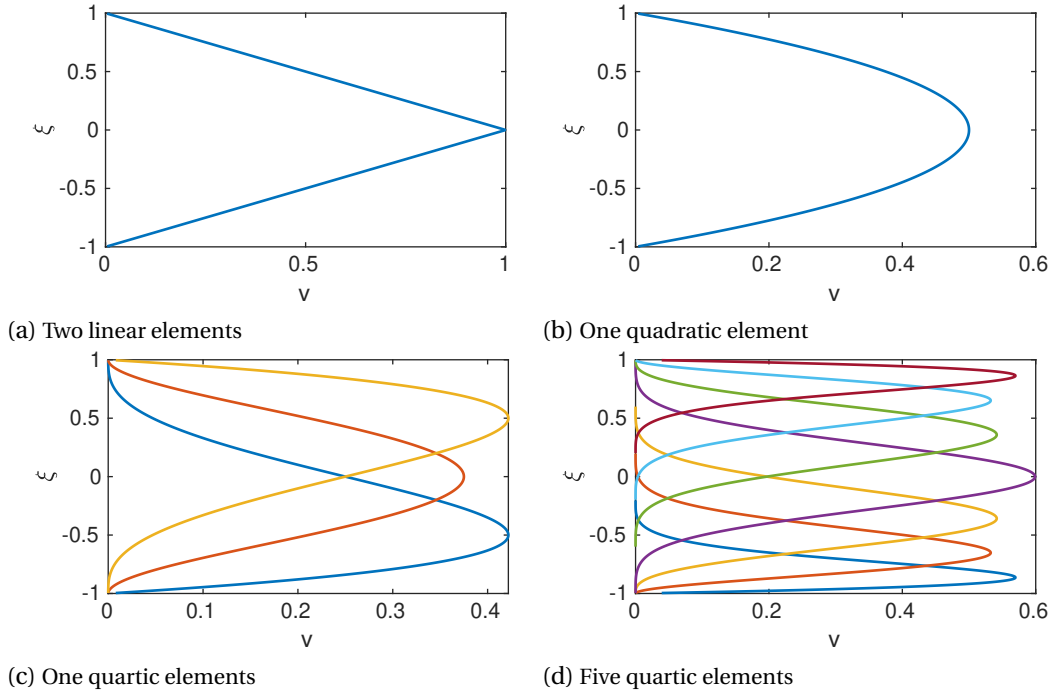 1
0.5
0
-0.5
-1
ξ
0 0.5 1
v
(a) Two linear elements
1
0.5
0
-0.5
-1
ξ
0 0.2 0.4 0.6
v
(b) One quadratic element
1
0.5
0
-0.5
-1
ξ
0 0.1 0.2 0.3 0.4
v
(c) One quartic elements
1
0.5
0
-0.5
-1
ξ
0 0.2 0.4 0.6
v
(d) Five quartic elements